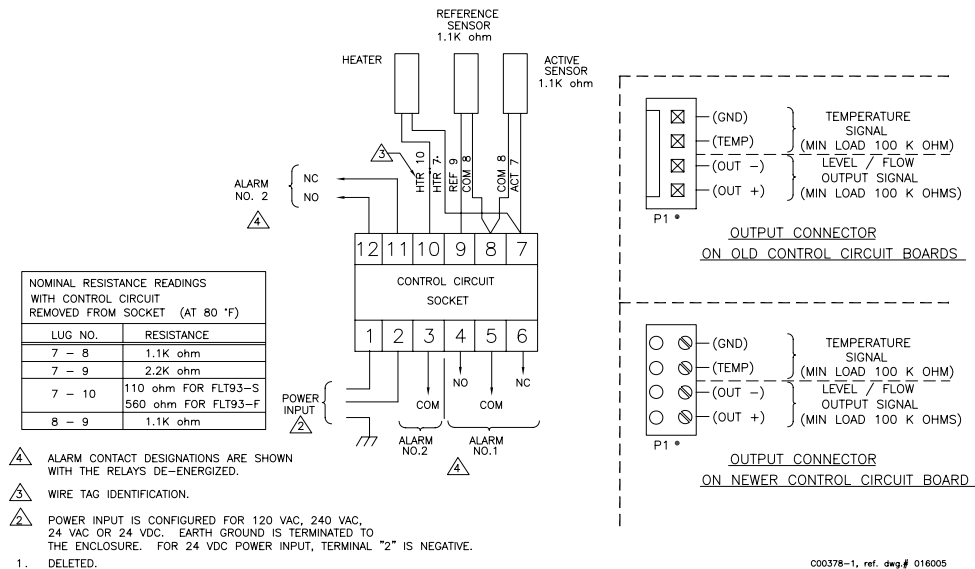 REFERENCE
SENSOR
1.1K ohm
HEATER
ACTIVE
SENSOR
1.1K ohm
3
HTR 10
HTR 7
REF 9
COM 8
COM 8
ACT 7
ALARM
NO. 2
NC
NO
4
12 11 10 9 8 7
CONTROL CIRCUIT
SOCKET
1 2 3 4 5 6
POWER
INPUT
2
COM
NO
COM
NC
ALARM
NO.2
ALARM
NO.1
4
NOMINAL RESISTANCE READINGS
WITH CONTROL CIRCUIT
REMOVED FROM SOCKET (AT 80 °F)
LUG NO. RESISTANCE
7 - 8 1.1K ohm
7 - 9 2.2K ohm
7 - 10 110 ohm FOR FLT93-S
560 ohm FOR FLT93-F
8 - 9 1.1K ohm
4 ALARM CONTACT DESIGNATIONS ARE SHOWN
WITH THE RELAYS DE-ENERGIZED.
3 WIRE TAG IDENTIFICATION.
2 POWER INPUT IS CONFIGURED FOR 120 VAC, 240 VAC,
24 VAC OR 24 VDC. EARTH GROUND IS TERMINATED TO
THE ENCLOSURE. FOR 24 VDC POWER INPUT, TERMINAL "2" IS NEGATIVE.
1. DELETED.
(GND)
(TEMP)
(OUT -)
(OUT +)
TEMPERATURE
SIGNAL
(MIN LOAD 100 K OHM)
LEVEL / FLOW
OUTPUT SIGNAL
(MIN LOAD 100 K OHMS)
P1
OUTPUT CONNECTOR
ON OLD CONTROL CIRCUIT BOARDS
(GND)
(TEMP)
(OUT -)
(OUT +)
TEMPERATURE
SIGNAL
(MIN LOAD 100 K OHM)
LEVEL / FLOW
OUTPUT SIGNAL
(MIN LOAD 100 K OHMS)
P1
OUTPUT CONNECTOR
ON NEWER CONTROL CIRCUIT BOARD
C00378-1, ref. dwg.# 016005